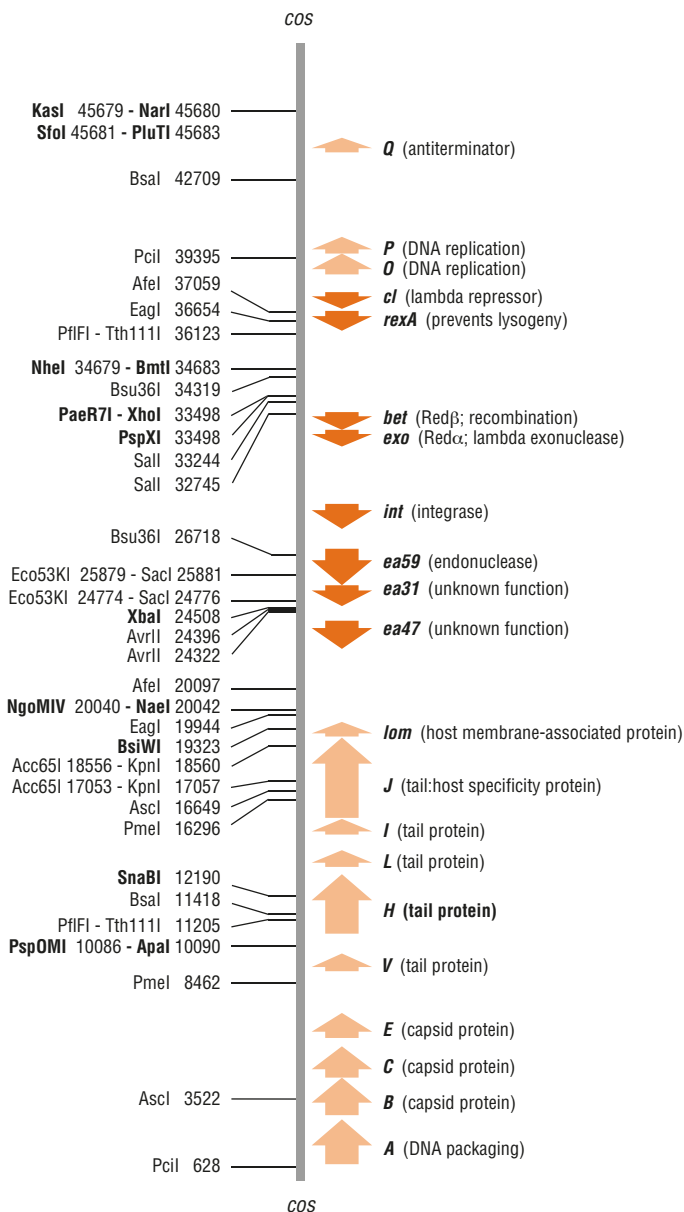 cos
KasI 45679 - NarI 45680
SfoI 45681 - PluTI 45683
Q (antiterminator)
BsaI 42709
P (DNA replication)
PciI 39395
O (DNA replication)
AfeI 37059
cI (lambda repressor)
EagI 36654
rexA (prevents lysogeny)
PflFI - Tth111I 36123
NheI 34679 - BmtI 34683
Bsu36I 34319
PaeR7I - XhoI 33498
bet (Redβ; recombination)
PspXI 33498
exo (Redα; lambda exonuclease)
SalI 33244
SalI 32745
int (integrase)
Bsu36I 26718
ea59 (endonuclease)
Eco53KI 25879 - SacI 25881
ea31 (unknown function)
Eco53KI 24774 - SacI 24776
XbaI 24508
ea47 (unknown function)
AvrII 24396
AvrII 24322
AfeI 20097
NgoMIV 20040 - NaeI 20042
EagI 19944
lom (host membrane-associated protein)
BsiWI 19323
Acc65I 18556 - KpnI 18560
J (tail:host specificity protein)
Acc65I 17053 - KpnI 17057
AscI 16649
PmeI 16296
I (tail protein)
L (tail protein)
SnaBI 12190
BsaI 11418
H (tail protein)
PflFI - Tth111I 11205
PspOMI 10086 - ApaI 10090
V (tail protein)
PmeI 8462
E (capsid protein)
C (capsid protein)
AscI 3522
B (capsid protein)
A (DNA packaging)
PciI 628
cos